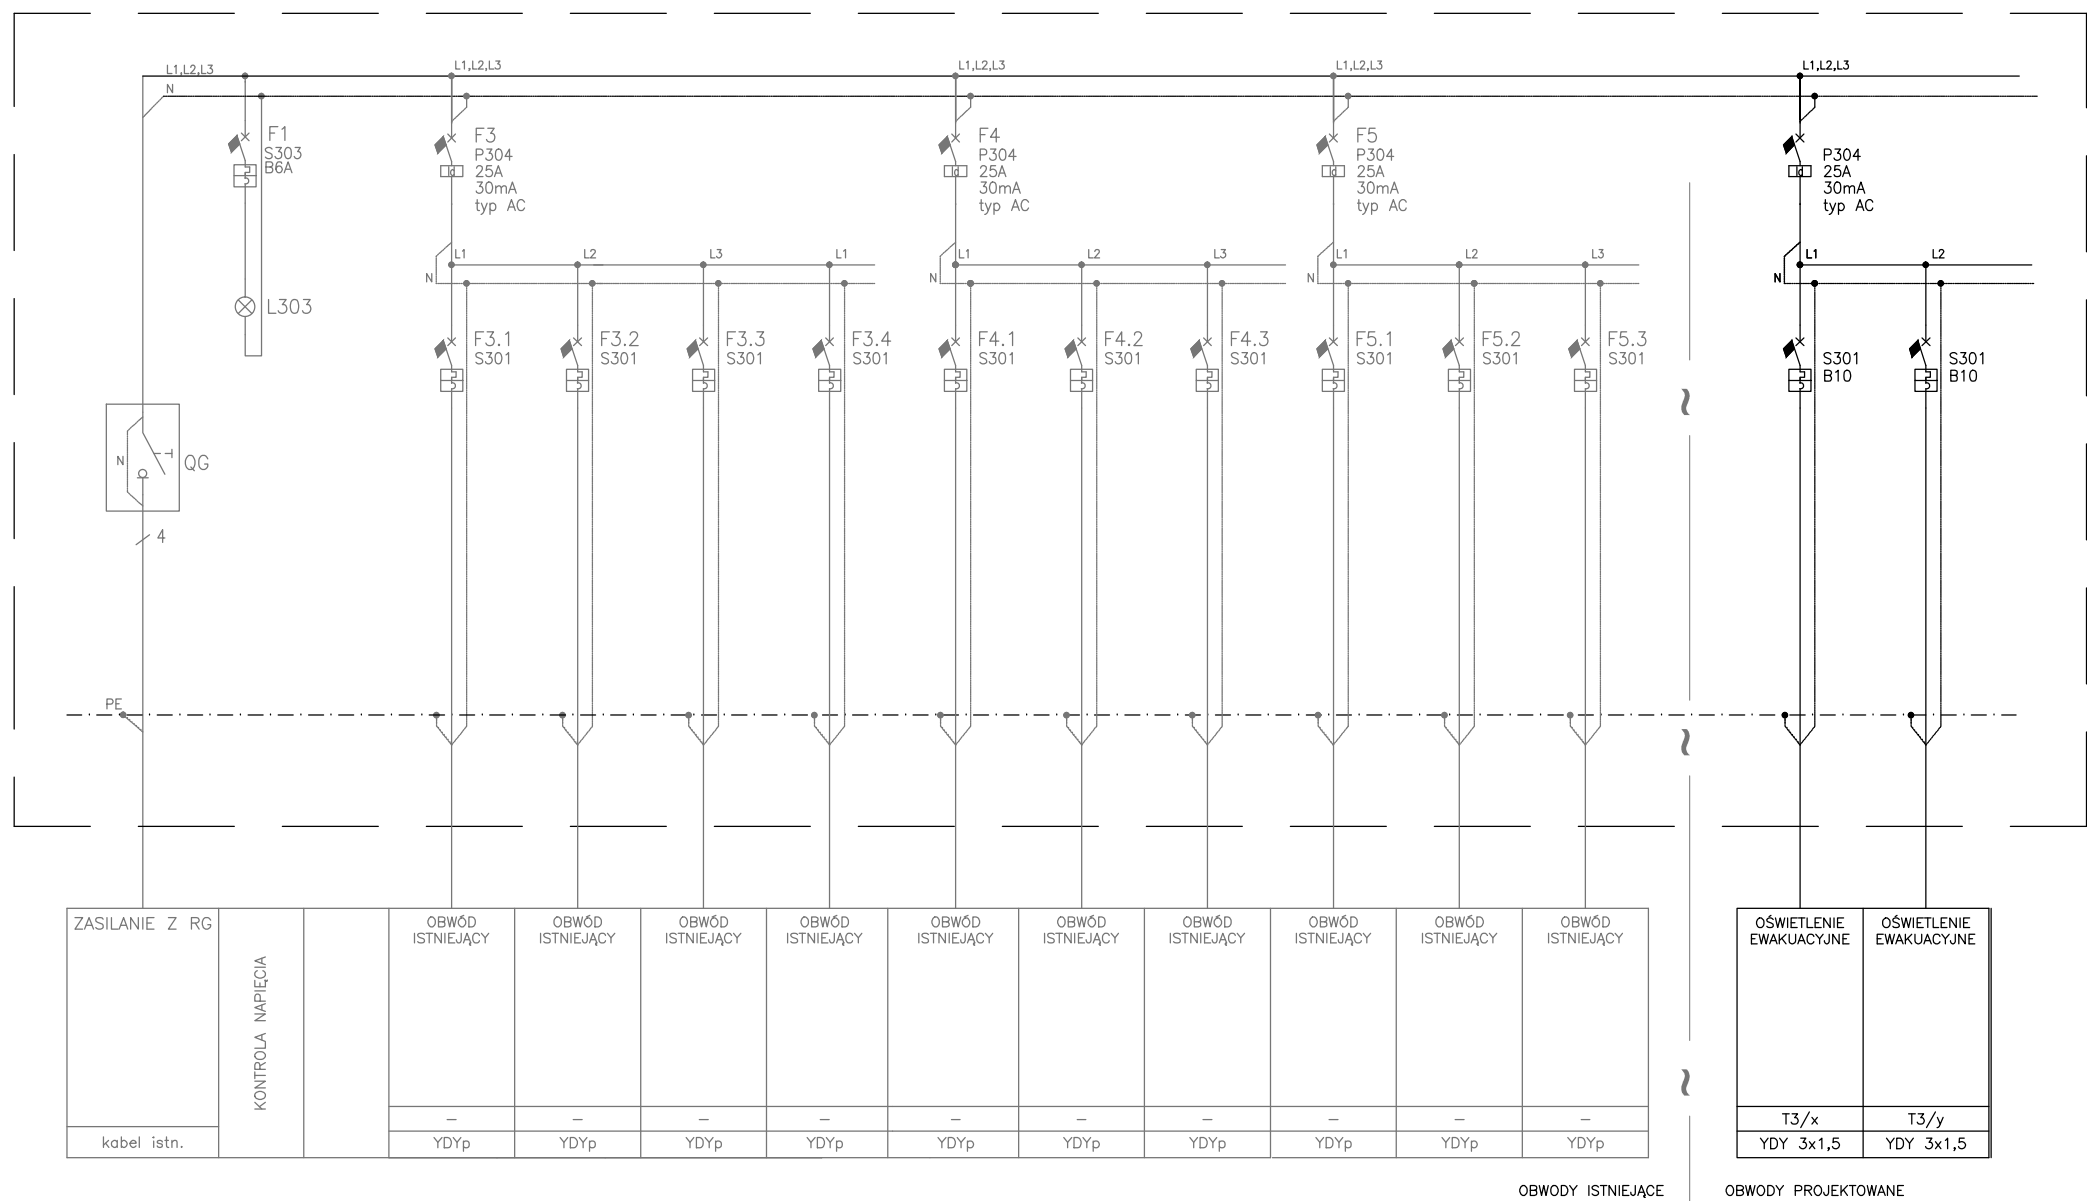 L1,L2,L3
N
L1,L2,L3
L1,L2,L3
L1,L2,L3
L1,L2,L3
F1
S303
B6A
F3
P304
25A
30mA
typ AC
F4
P304
25A
30mA
typ AC
F5
P304
25A
30mA
typ AC
P304
25A
30mA
typ AC
L1
L2
L3
L1
N
L1
L2
L3
N
L1
L2
L3
N
L1
L2
N
L303
F3.1
S301
F3.2
S301
F3.3
S301
F3.4
S301
F4.1
S301
F4.2
S301
F4.3
S301
F5.1
S301
F5.2
S301
F5.3
S301
S301
B10
S301
B10
N
QG
4
PE
ZASILANIE Z RG
kabel istn.
KONTROLA NAPIĘCIA
OBWÓD
ISTNIEJĄCY
–
YDYp
OBWÓD
ISTNIEJĄCY
–
YDYp
OBWÓD
ISTNIEJĄCY
–
YDYp
OBWÓD
ISTNIEJĄCY
–
YDYp
OBWÓD
ISTNIEJĄCY
–
YDYp
OBWÓD
ISTNIEJĄCY
–
YDYp
OBWÓD
ISTNIEJĄCY
–
YDYp
OBWÓD
ISTNIEJĄCY
–
YDYp
OBWÓD
ISTNIEJĄCY
–
YDYp
OBWÓD
ISTNIEJĄCY
–
YDYp
OŚWIETLENIE
EWAKUACYJNE
T3/x
YDY 3x1,5
OŚWIETLENIE
EWAKUACYJNE
T3/y
YDY 3x1,5
OBWODY ISTNIEJĄCE
OBWODY PROJEKTOWANE